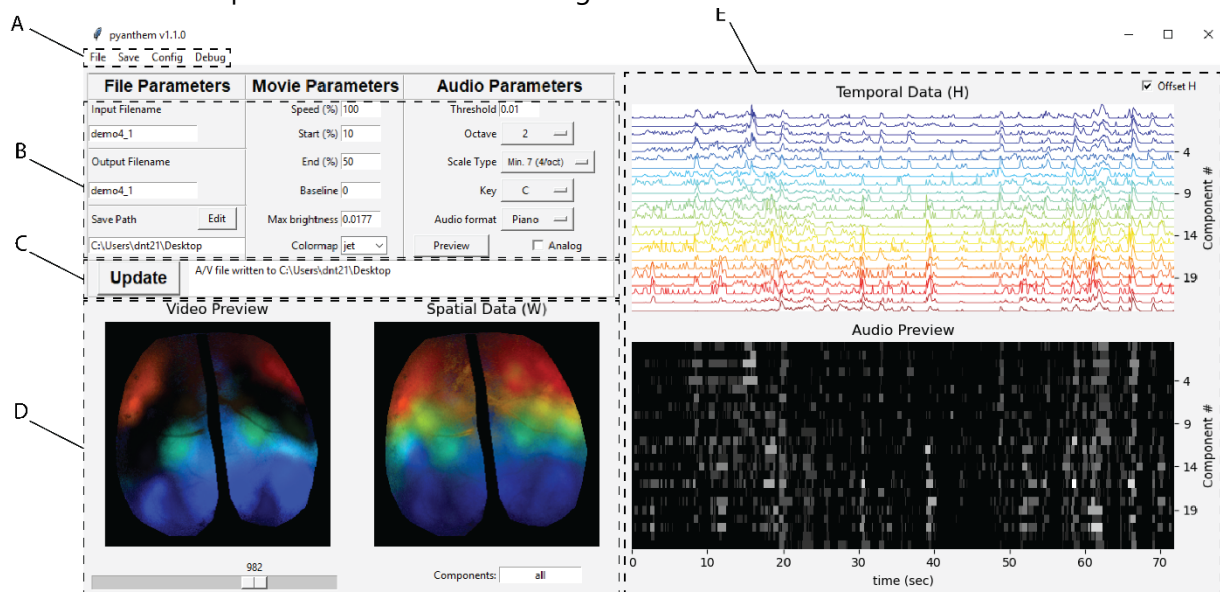 E
A
pyanthem v1.1.0
File Save Config Debug
File Parameters Movie Parameters Audio Parameters
Input Filename
demo4_1
Output Filename
demo4_1
Save Path Edit
C:\Users\dnt21\Desktop
Speed (%) 100
Start (%) 10
End (%) 50
Baseline 0
Max brightness 0.0177
Colormap jet
Threshold 0.01
Octave 2
Scale Type Min. 7 (4/oct)
Key C
Audio format Piano
Preview Analog
B
C
Update A/V file written to C:\Users\dnt21\Desktop
D
Video Preview Spatial Data (W)
982
Components: all
Temporal Data (H) Offset H
4
9
14
19
Component #
Audio Preview
4
9
14
19
Component #
0 10 20 30 40 50 60 70
time (sec)